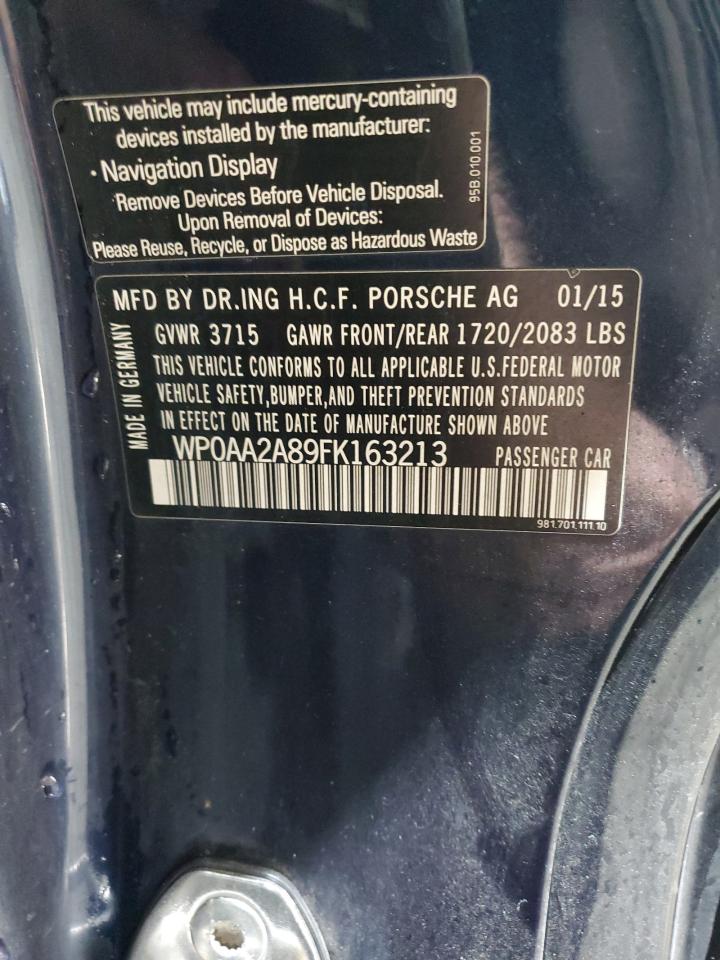 This vehicle may include mercury-containing
devices installed by the manufacturer:
• Navigation Display
Remove Devices Before Vehicle Disposal.
Upon Removal of Devices:
Please Reuse, Recycle, or Dispose as Hazardous Waste
95B.010.001
MFD BY DR.ING H.C.F. PORSCHE AG 01/15
GVWR 3715 GAWR FRONT/REAR 1720/2083 LBS
THIS VEHICLE CONFORMS TO ALL APPLICABLE U.S.FEDERAL MOTOR
VEHICLE SAFETY,BUMPER,AND THEFT PREVENTION STANDARDS
IN EFFECT ON THE DATE OF MANUFACTURE SHOWN ABOVE
WP0AA2A89FK163213 PASSENGER CAR
MADE IN GERMANY
981.701.111.10